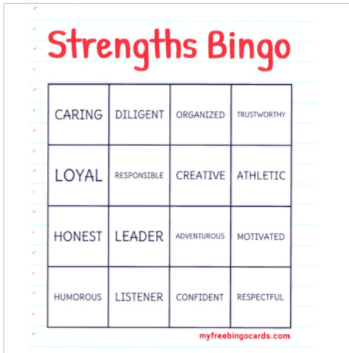 Strengths Bingo
CARING DILIGENT ORGANIZED TRUSTWORTHY
LOYAL RESPONSIBLE CREATIVE ATHLETIC
HONEST LEADER ADVENTUROUS MOTIVATED
HUMOROUS LISTENER CONFIDENT RESPECTFUL
myfreebingocards.com